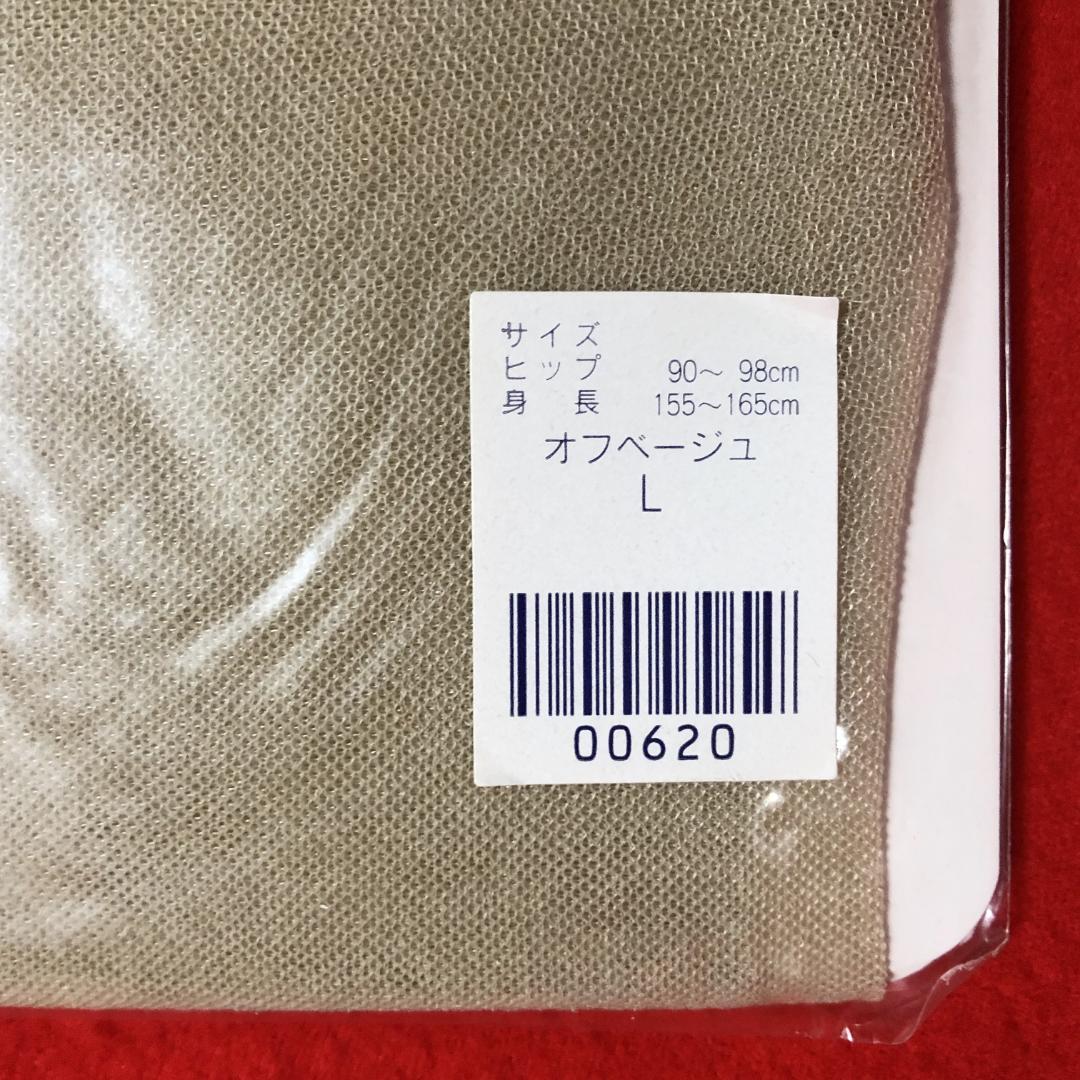 サイズ
ヒップ 90～ 98cm
身 長 155～165cm
オフベージュ
L
00620